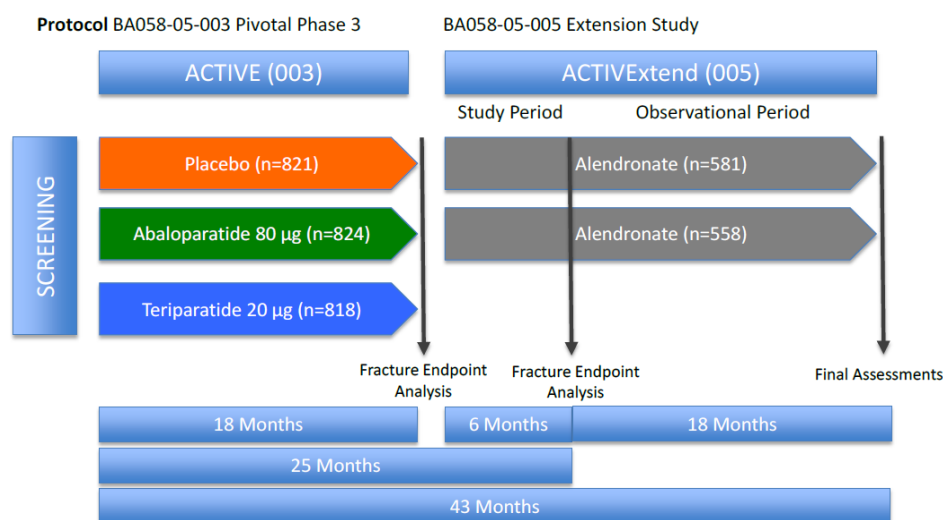 Protocol BA058-05-003 Pivotal Phase 3
BA058-05-005 Extension Study
ACTIVE (003)
ACTIVExtend (005)
Study Period
Observational Period
SCREENING
Placebo (n=821)
Alendronate (n=581)
Abaloparatide 80 μg (n=824)
Alendronate (n=558)
Teriparatide 20 μg (n=818)
Fracture Endpoint
Analysis
Fracture Endpoint
Analysis
Final Assessments
18 Months
6 Months
18 Months
25 Months
43 Months